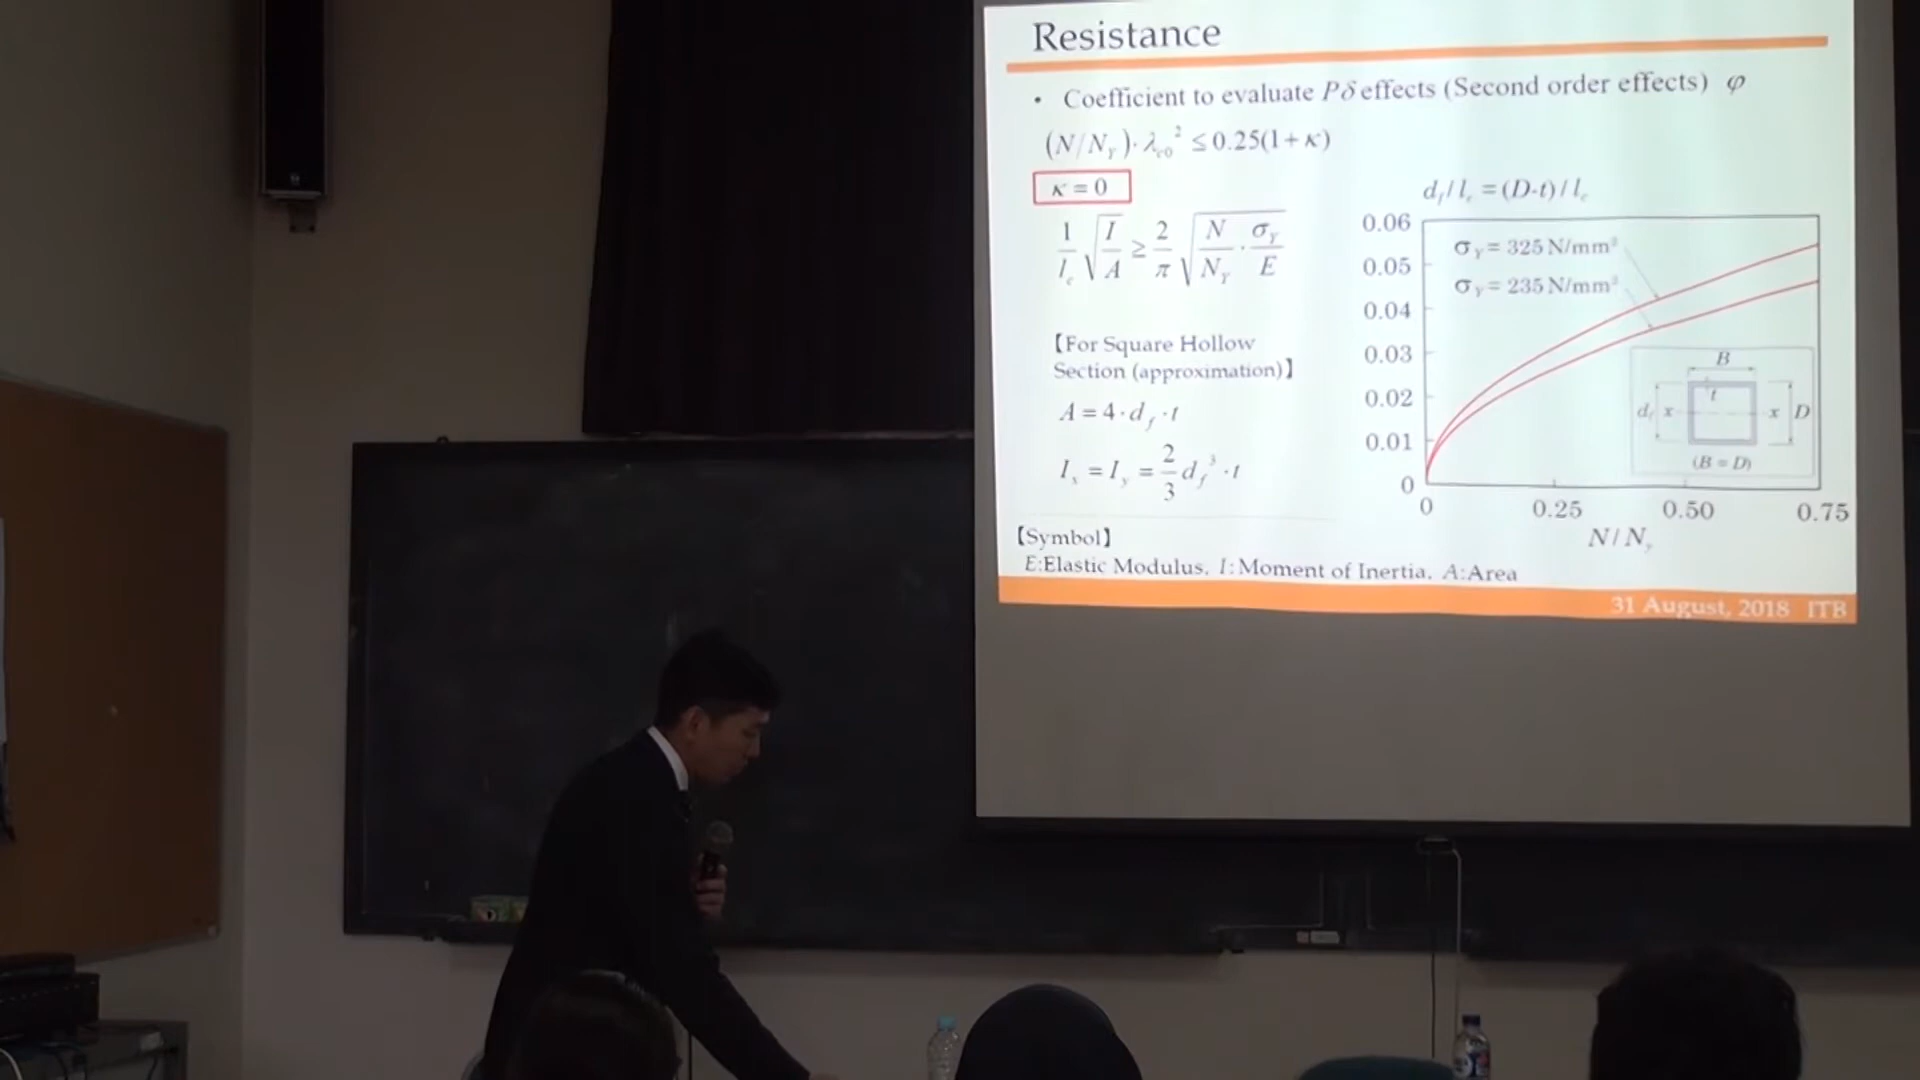 Resistance
• Coefficient to evaluate Pδ effects (Second order effects) φ
(N/N_Y)·λ_c0² ≤ 0.25(1+κ)
κ = 0
1/l_c √(I/A) ≥ 2/π √(N/N_Y · σ_Y/E)
【For Square Hollow
Section (approximation)】
A = 4·d_f·t
I_x = I_y = 2/3 d_f³·t
【Symbol】
E:Elastic Modulus, I:Moment of Inertia, A:Area
d_f/l_c = (D-t)/l_c
0.06
0.05
0.04
0.03
0.02
0.01
0
σ_Y = 325 N/mm²
σ_Y = 235 N/mm²
B
t
d_f x x D
(B = D)
0 0.25 0.50 0.75
N/N_Y
31 August, 2018 ITB